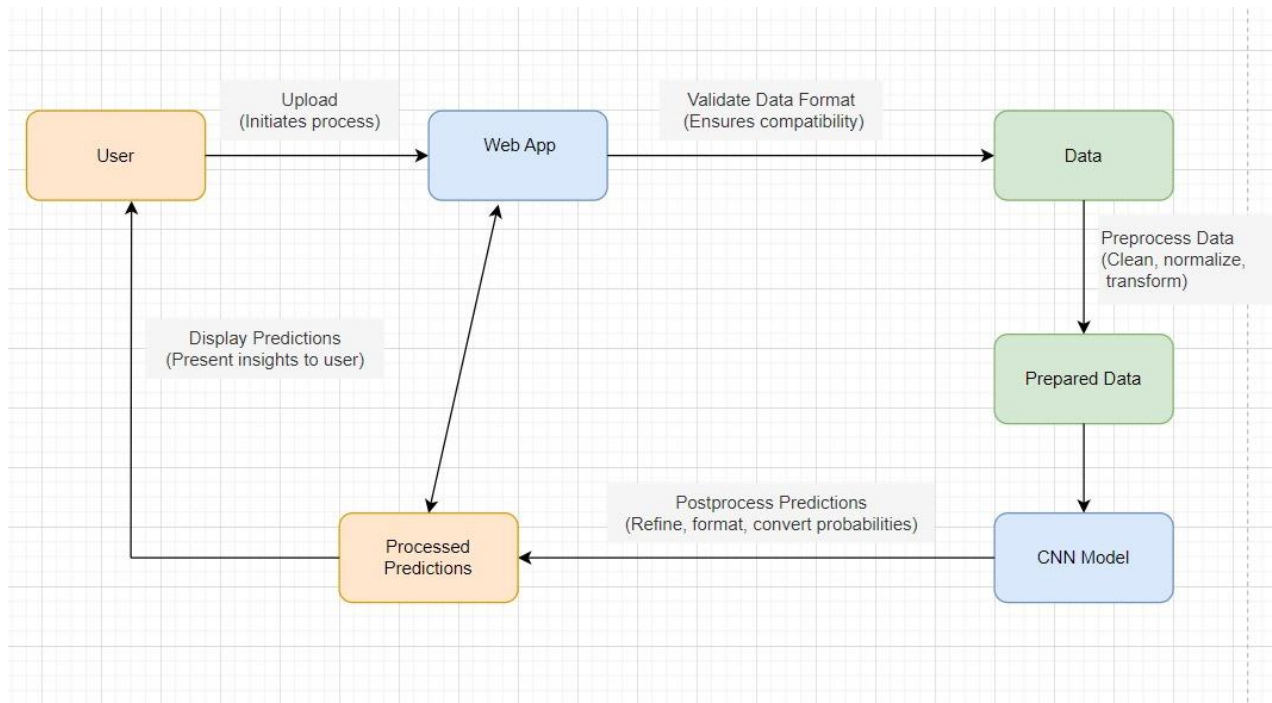 Upload
(Initiates process)
Validate Data Format
(Ensures compatibility)
User
Web App
Data
Preprocess Data
(Clean, normalize,
transform)
Display Predictions
(Present insights to user)
Prepared Data
Postprocess Predictions
(Refine, format, convert probabilities)
Processed
Predictions
CNN Model